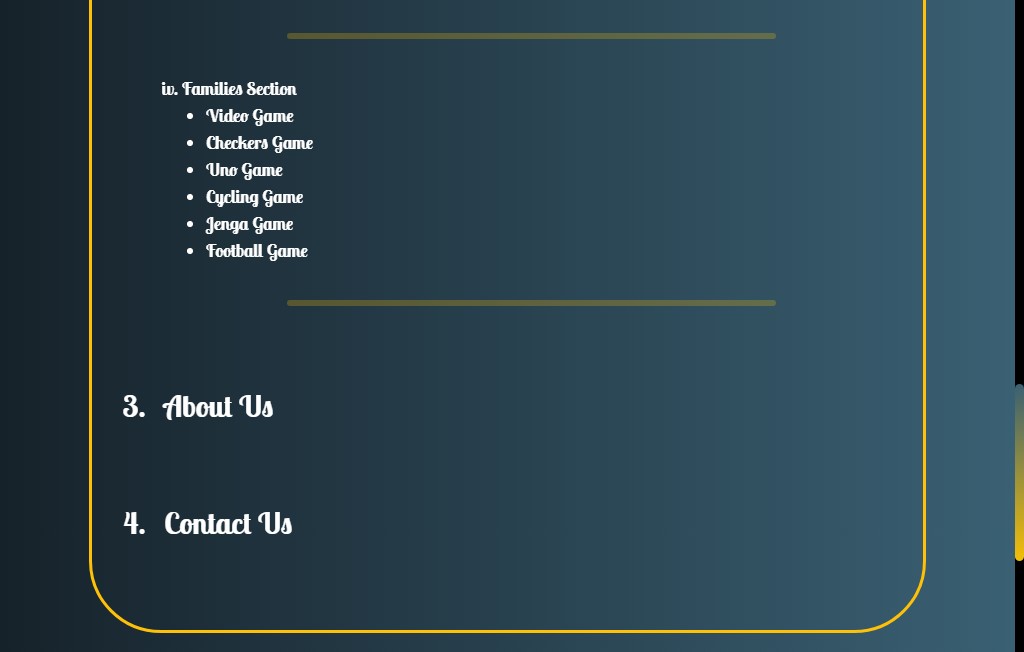 iv. Families Section
• Video Game
• Checkers Game
• Uno Game
• Cycling Game
• Jenga Game
• Football Game
3. About Us
4. Contact Us